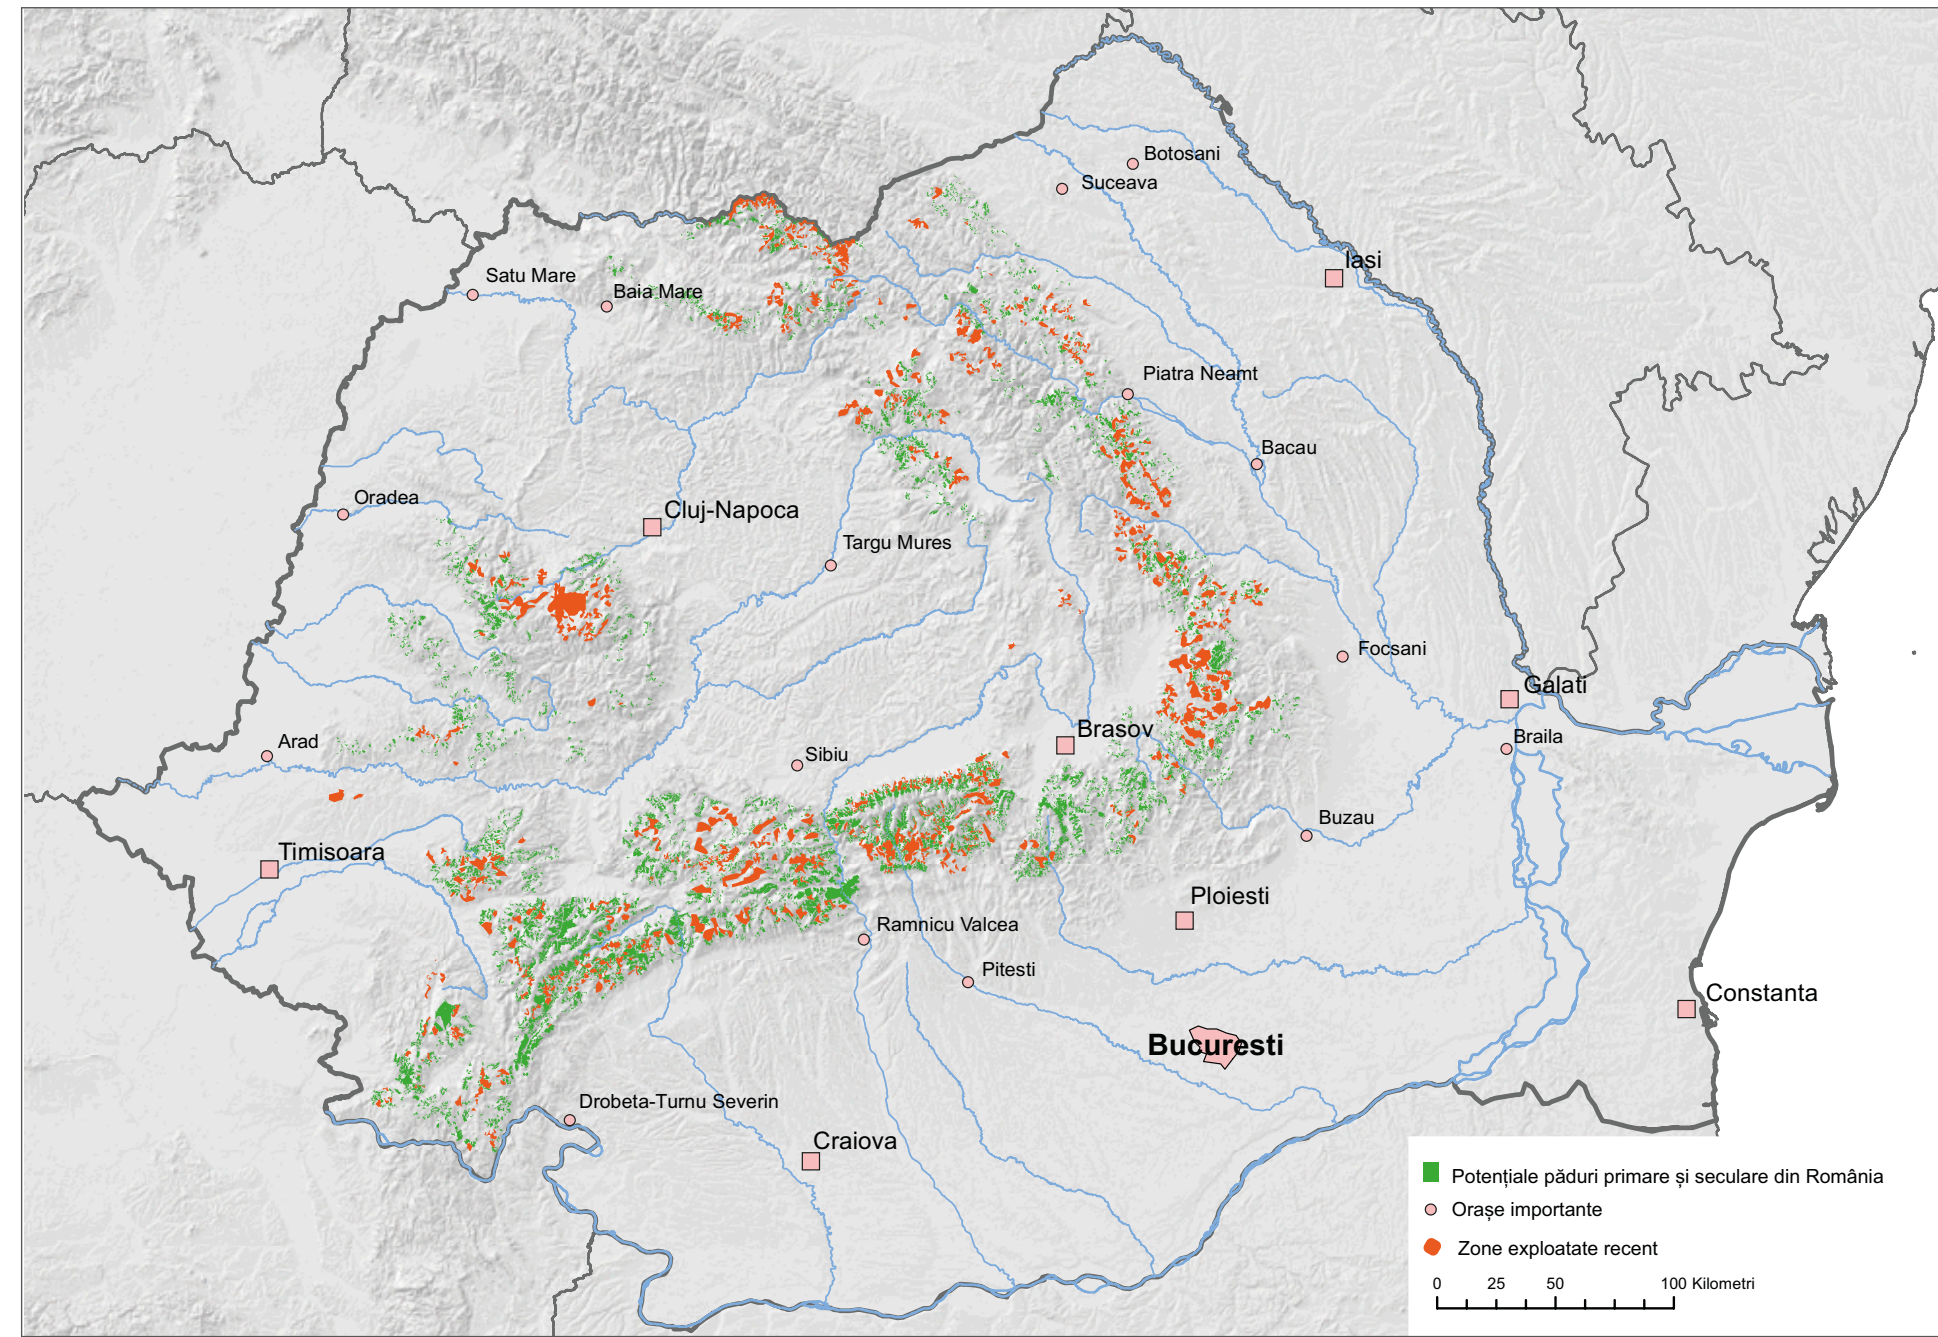 Botosani
Suceava
Iasi
Satu Mare
Baia Mare
Piatra Neamt
Bacau
Oradea
Cluj-Napoca
Targu Mures
Focsani
Galati
Brasov
Braila
Arad
Sibiu
Buzau
Timisoara
Ploiesti
Ramnicu Valcea
Pitesti
Constanta
Bucuresti
Drobeta-Turnu Severin
Craiova
Potențiale păduri primare și seculare din România
Orașe importante
Zone exploatate recent
0 25 50 100 Kilometri